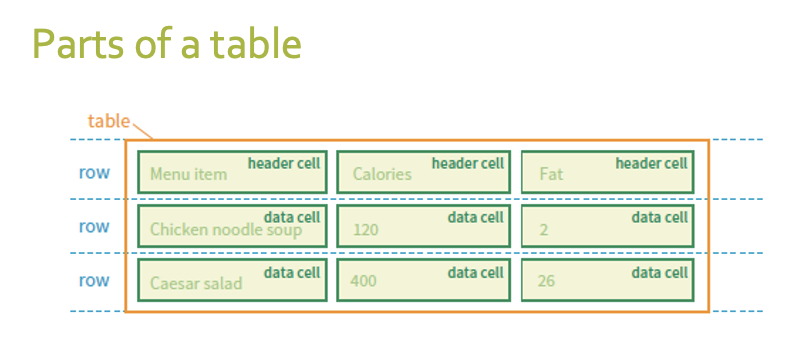 Parts of a table
table
row
header cell
Menu item
header cell
Calories
header cell
Fat
row
data cell
Chicken noodle soup
data cell
120
data cell
2
row
data cell
Caesar salad
data cell
400
data cell
26